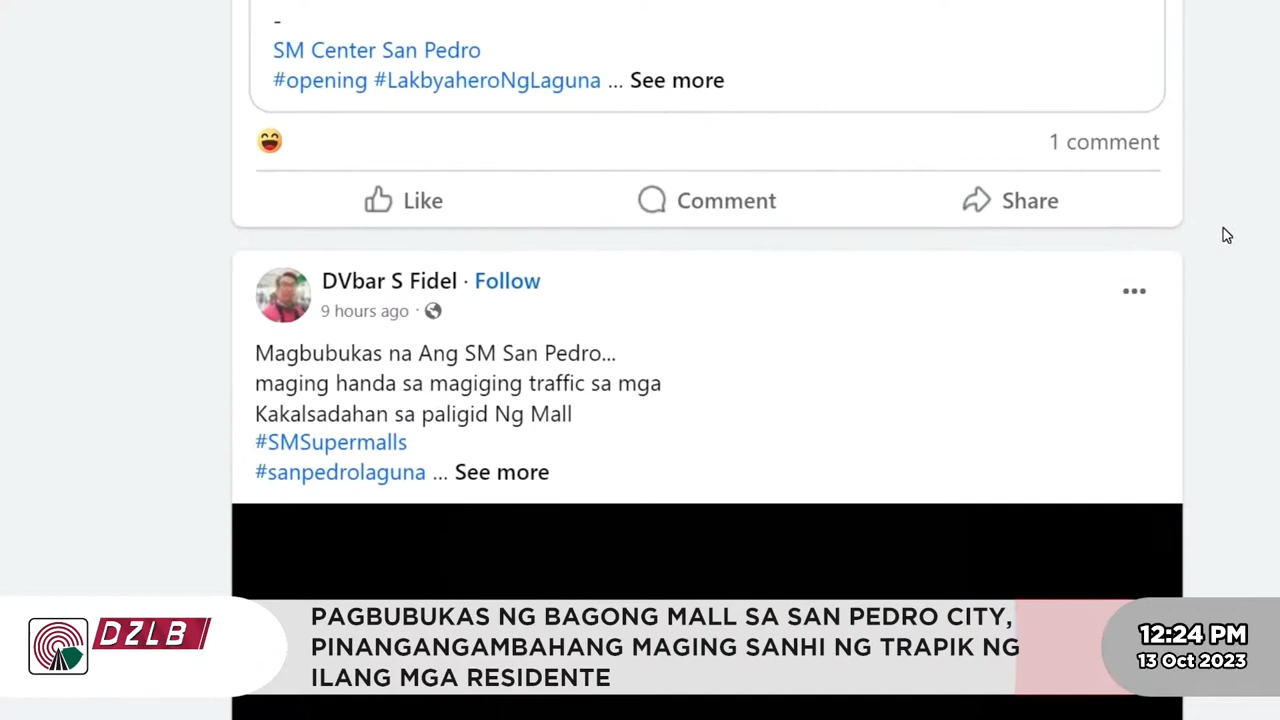 -
SM Center San Pedro
#opening #LakbyaheroNgLaguna ... See more
1 comment
Like
Comment
Share
DVbar S Fidel · Follow
9 hours ago ·
Magbubukas na Ang SM San Pedro...
maging handa sa magiging traffic sa mga
Kakalsadahan sa paligid Ng Mall
#SMSupermalls
#sanpedrolaguna ... See more
DZLB
PAGBUBUKAS NG BAGONG MALL SA SAN PEDRO CITY,
PINANGANGAMBAHANG MAGING SANHI NG TRAPIK NG
ILANG MGA RESIDENTE
12:24 PM
13 Oct 2023